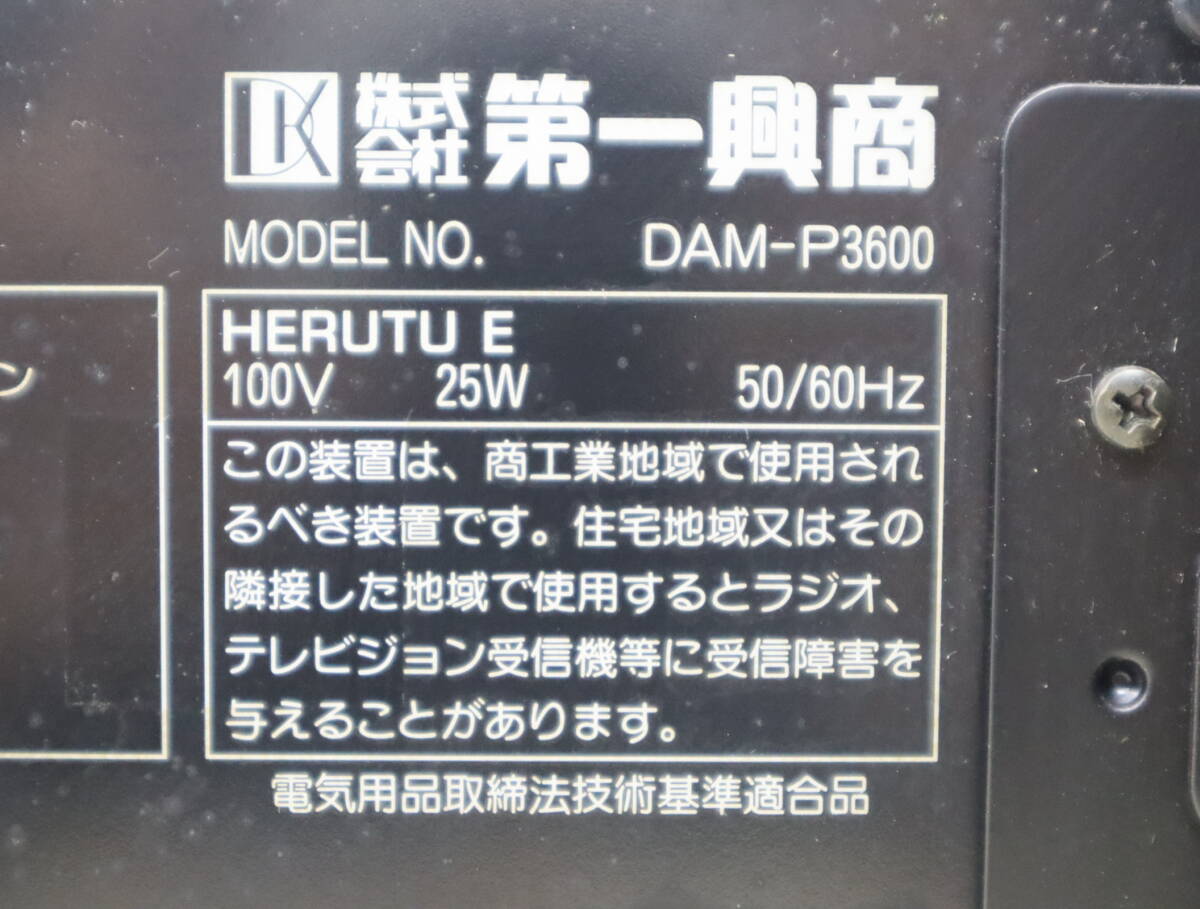 DK 株式会社 第一興商
MODEL NO. DAM-P3600
HERUTU E
100V 25W 50/60Hz
この装置は、商工業地域で使用され
るべき装置です。住宅地域又はその
隣接した地域で使用するとラジオ、
テレビジョン受信機等に受信障害を
与えることがあります。
電気用品取締法技術基準適合品
ン